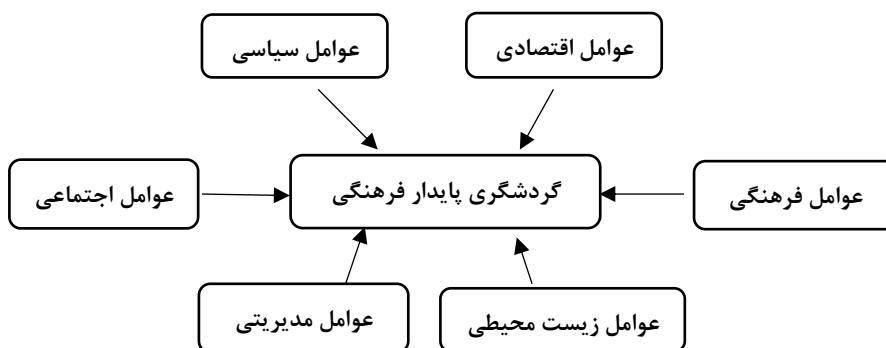 عوامل اقتصادی
عوامل سیاسی
عوامل فرهنگی
گردشگری پایدار فرهنگی
عوامل اجتماعی
عوامل زیست محیطی
عوامل مدیریتی